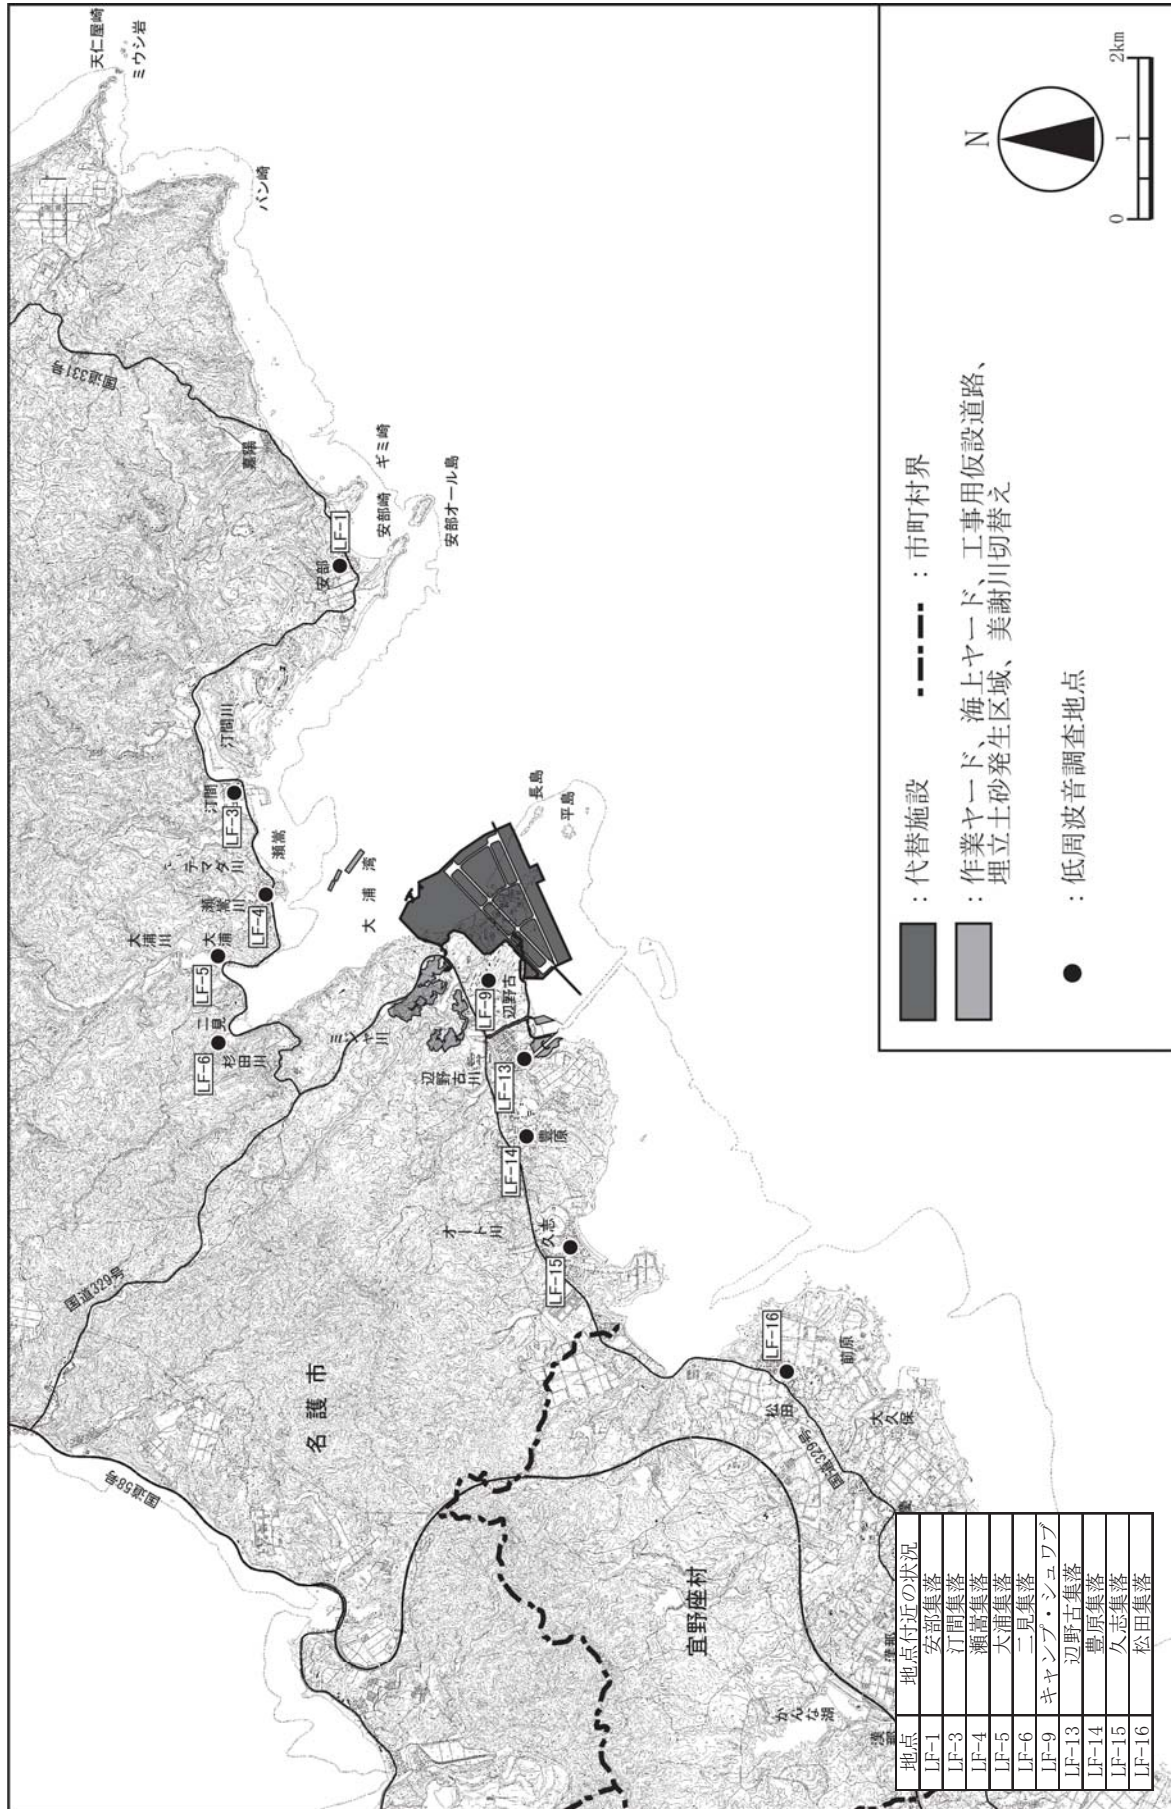 天仁屋崎
ミウシ岩
バン崎
国道331号
嘉陽
ギミ崎
安部崎
安部オール島
LF-1
安部
汀間川
汀間
LF-3
テマタ川
瀬嵩
瀬嵩川
LF-4
大浦川
大浦
LF-5
大浦湾
長島
平島
二見
LF-6
杉田川
LF-9
辺野古
辺野古川
LF-13
LF-14
豊原
オート川
久志
LF-15
国道329号
名護市
国道58号
LF-16
松田
前原
大久保
国道329号
宜野座村
かんな湖
N
0 1 2km
：代替施設
：市町村界
：作業ヤード、海上ヤード、工事用仮設道路、
埋立土砂発生区域、美謝川切替え
：低周波音調査地点
地点 地点付近の状況
LF-1 安部集落
LF-3 汀間集落
LF-4 瀬嵩集落
LF-5 大浦集落
LF-6 二見集落
LF-9 キャンプ・シュワブ
LF-13 辺野古集落
LF-14 豊原集落
LF-15 久志集落
LF-16 松田集落